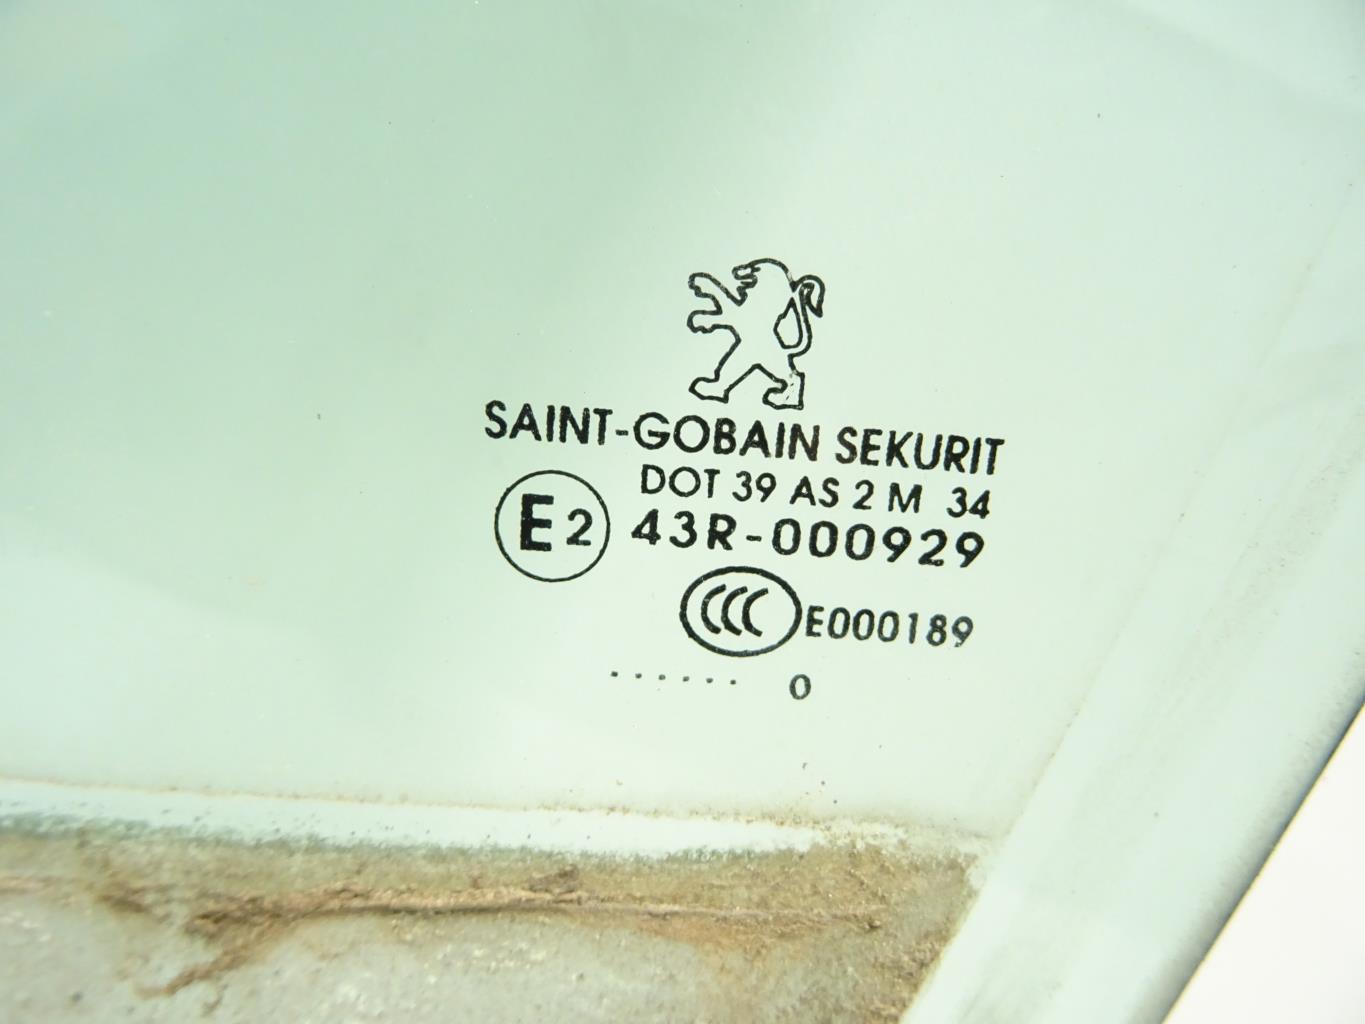 SAINT-GOBAIN SEKURIT
DOT 39 AS 2 M 34
E2 43R-000929
CCC E000189
...... 0